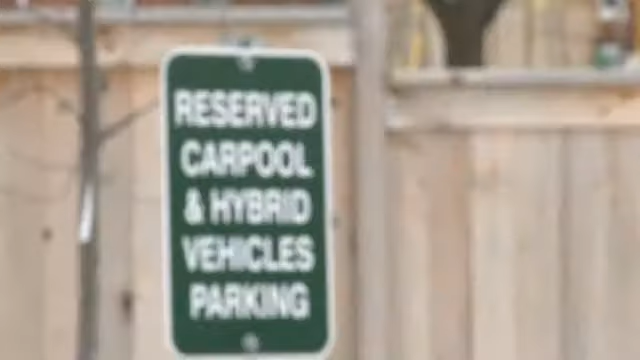 RESERVED
CARPOOL
& HYBRID
VEHICLES
PARKING